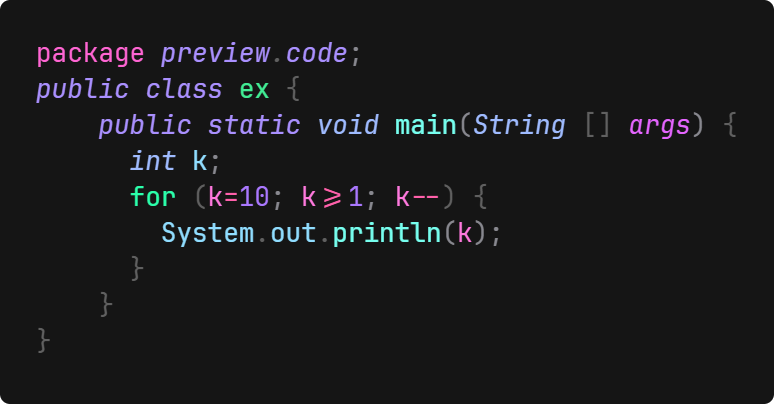 package preview.code;
public class ex {
    public static void main(String [] args) {
      int k;
      for (k=10; k>=1; k--) {
        System.out.println(k);
      }
    }
}